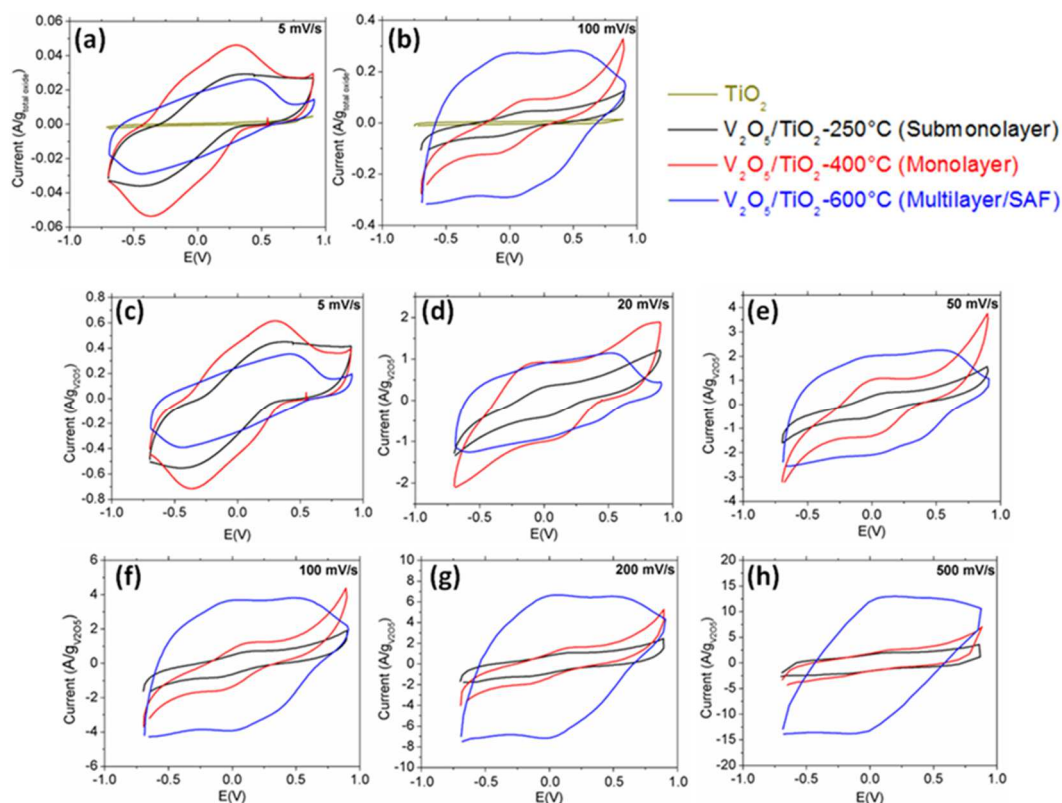 (a)
5 mV/s
Current (A/g_total oxide)
0.06
0.04
0.02
0.00
-0.02
-0.04
-0.06
-1.0 -0.5 0.0 0.5 1.0
E(V)
(b)
100 mV/s
Current (A/g_total oxide)
0.4
0.2
0.0
-0.2
-0.4
-1.0 -0.5 0.0 0.5 1.0
E(V)
TiO₂
V₂O₅/TiO₂-250°C (Submonolayer)
V₂O₅/TiO₂-400°C (Monolayer)
V₂O₅/TiO₂-600°C (Multilayer/SAF)
(c)
5 mV/s
Current (A/g_V2O5)
0.8
0.6
0.4
0.2
0.0
-0.2
-0.4
-0.6
-0.8
-1.0 -0.5 0.0 0.5 1.0
E(V)
(d)
20 mV/s
Current (A/g_V2O5)
2
1
0
-1
-2
-1.0 -0.5 0.0 0.5 1.0
E(V)
(e)
50 mV/s
Current (A/g_V2O5)
4
3
2
1
0
-1
-2
-3
-4
-1.0 -0.5 0.0 0.5 1.0
E(V)
(f)
100 mV/s
Current (A/g_V2O5)
6
4
2
0
-2
-4
-6
-1.0 -0.5 0.0 0.5 1.0
E(V)
(g)
200 mV/s
Current (A/g_V2O5)
10
8
6
4
2
0
-2
-4
-6
-8
-10
-1.0 -0.5 0.0 0.5 1.0
E(V)
(h)
500 mV/s
Current (A/g_V2O5)
20
15
10
5
0
-5
-10
-15
-20
-1.0 -0.5 0.0 0.5 1.0
E(V)